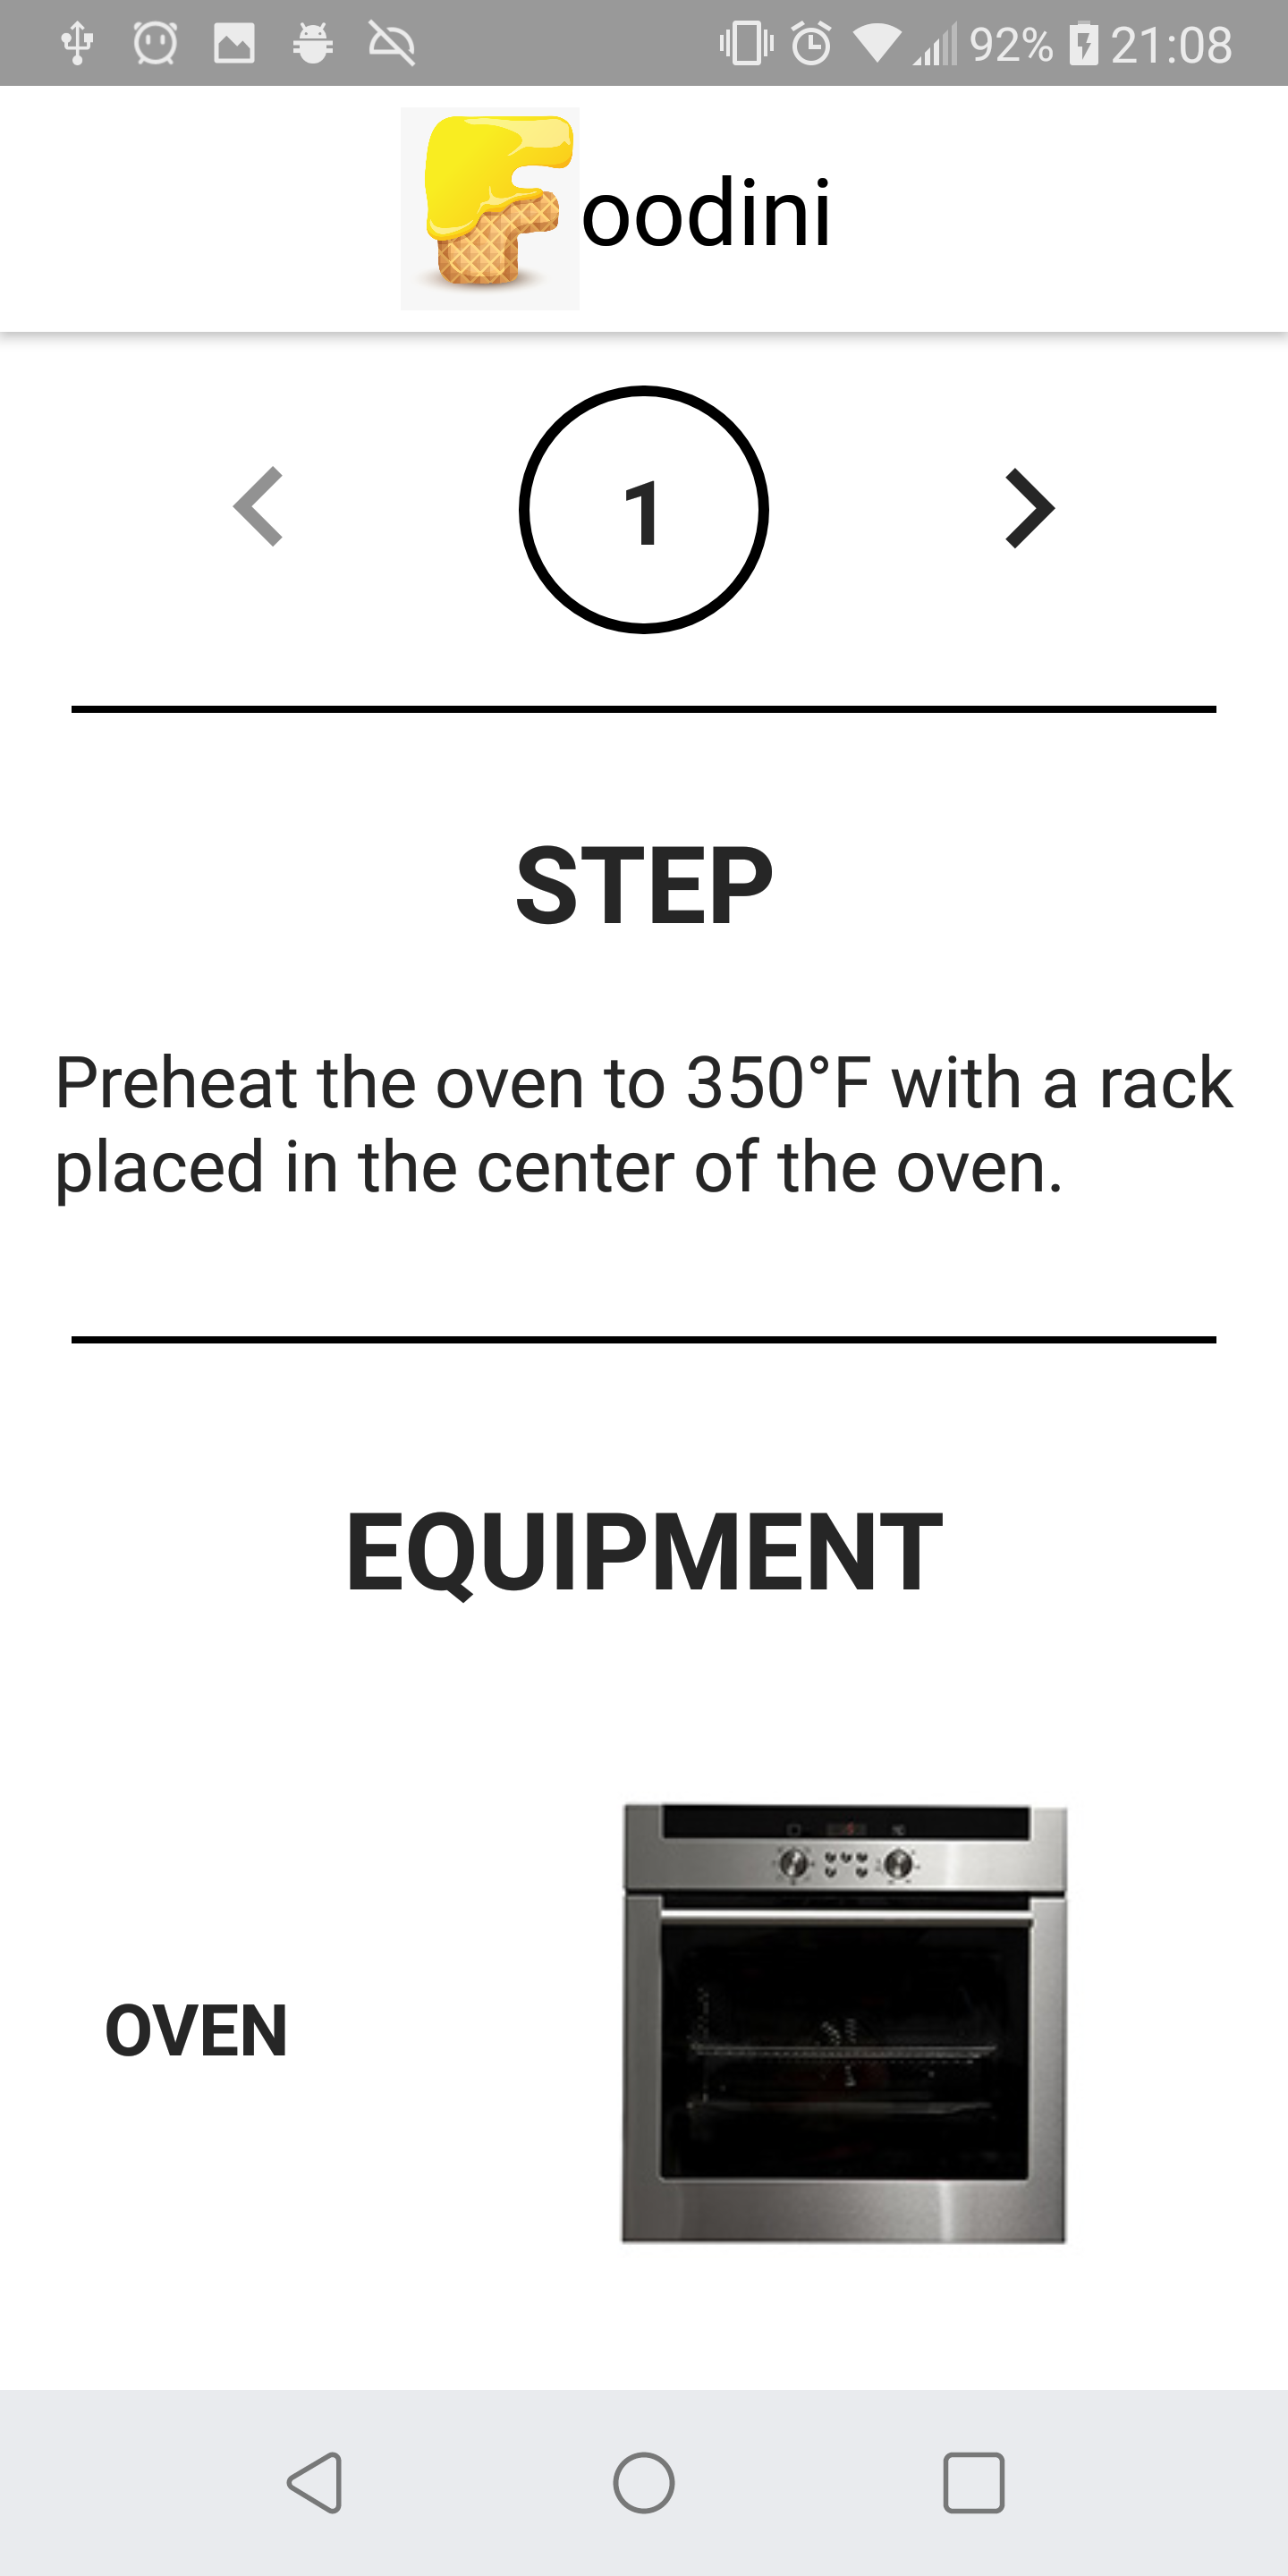 92% 21:08
Foodini
1
STEP
Preheat the oven to 350°F with a rack
placed in the center of the oven.
EQUIPMENT
OVEN